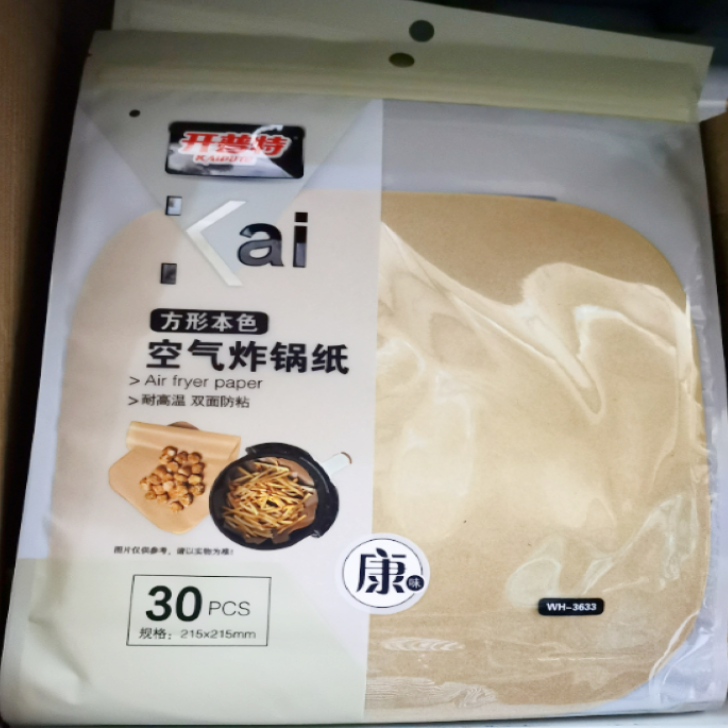 开普特
Kai
方形本色
空气炸锅纸
> Air fryer paper
> 耐高温 双面防粘
图片仅供参考，请以实物为准！
康味
WH-3633
30 PCS
规格：215x215mm